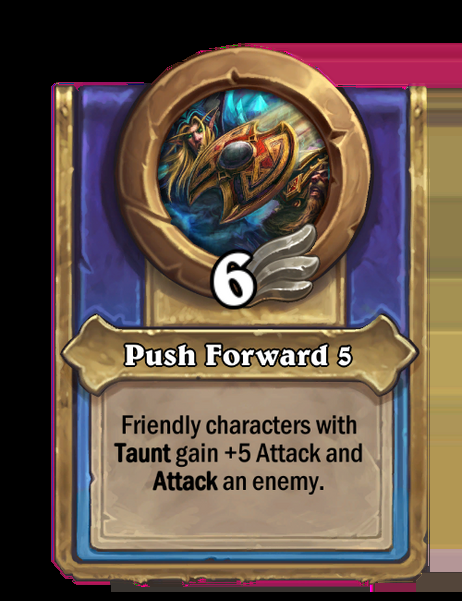 6
Push Forward 5
Friendly characters with
Taunt gain +5 Attack and
Attack an enemy.